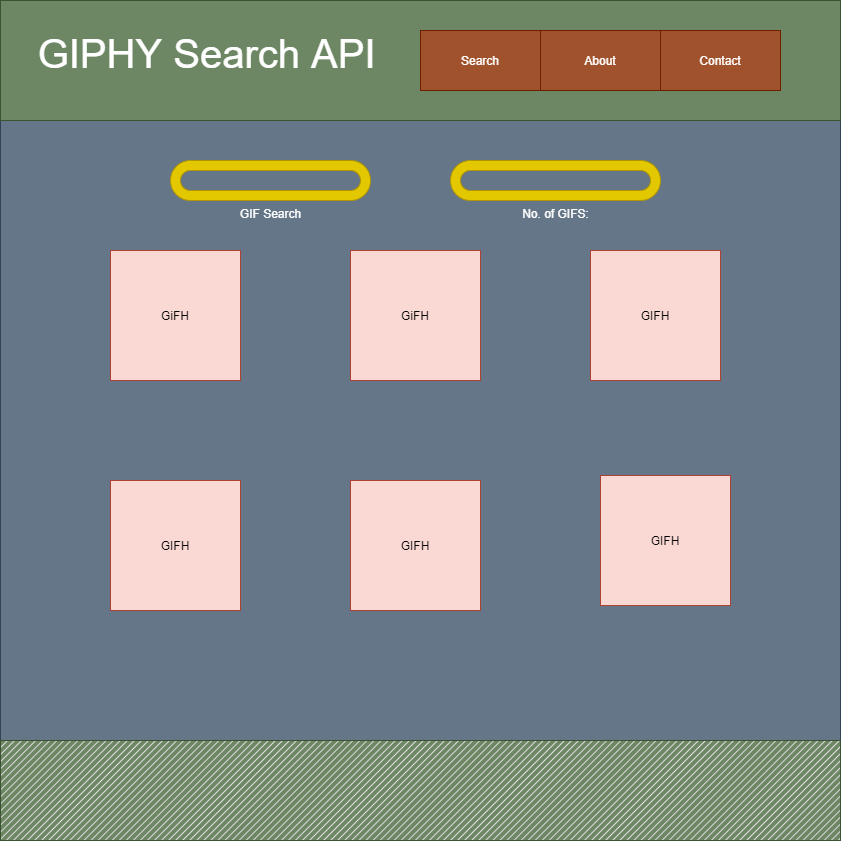 GIPHY Search API
Search
About
Contact
GIF Search
No. of GIFS:
GiFH
GiFH
GIFH
GIFH
GIFH
GIFH